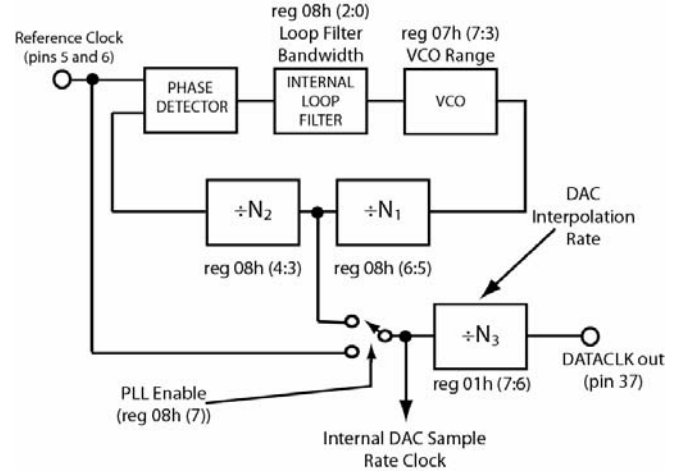 reg 08h (2:0)
Loop Filter
Bandwidth
reg 07h (7:3)
VCO Range
Reference Clock
(pins 5 and 6)
PHASE
DETECTOR
INTERNAL
LOOP
FILTER
VCO
÷N₂
÷N₁
reg 08h (4:3)
reg 08h (6:5)
DAC
Interpolation
Rate
÷N₃
reg 01h (7:6)
DATACLK out
(pin 37)
PLL Enable
(reg 08h (7))
Internal DAC Sample
Rate Clock